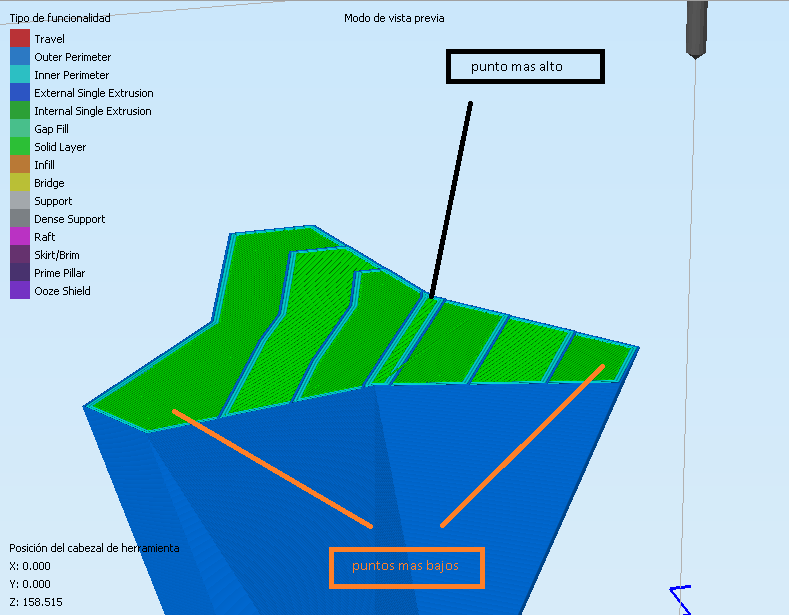 Tipo de funcionalidad
Modo de vista previa
Travel
Outer Perimeter
Inner Perimeter
External Single Extrusion
Internal Single Extrusion
Gap Fill
Solid Layer
Infill
Bridge
Support
Dense Support
Raft
Skirt/Brim
Prime Pillar
Ooze Shield
punto mas alto
puntos mas bajos
Posición del cabezal de herramienta
X: 0.000
Y: 0.000
Z: 158.515